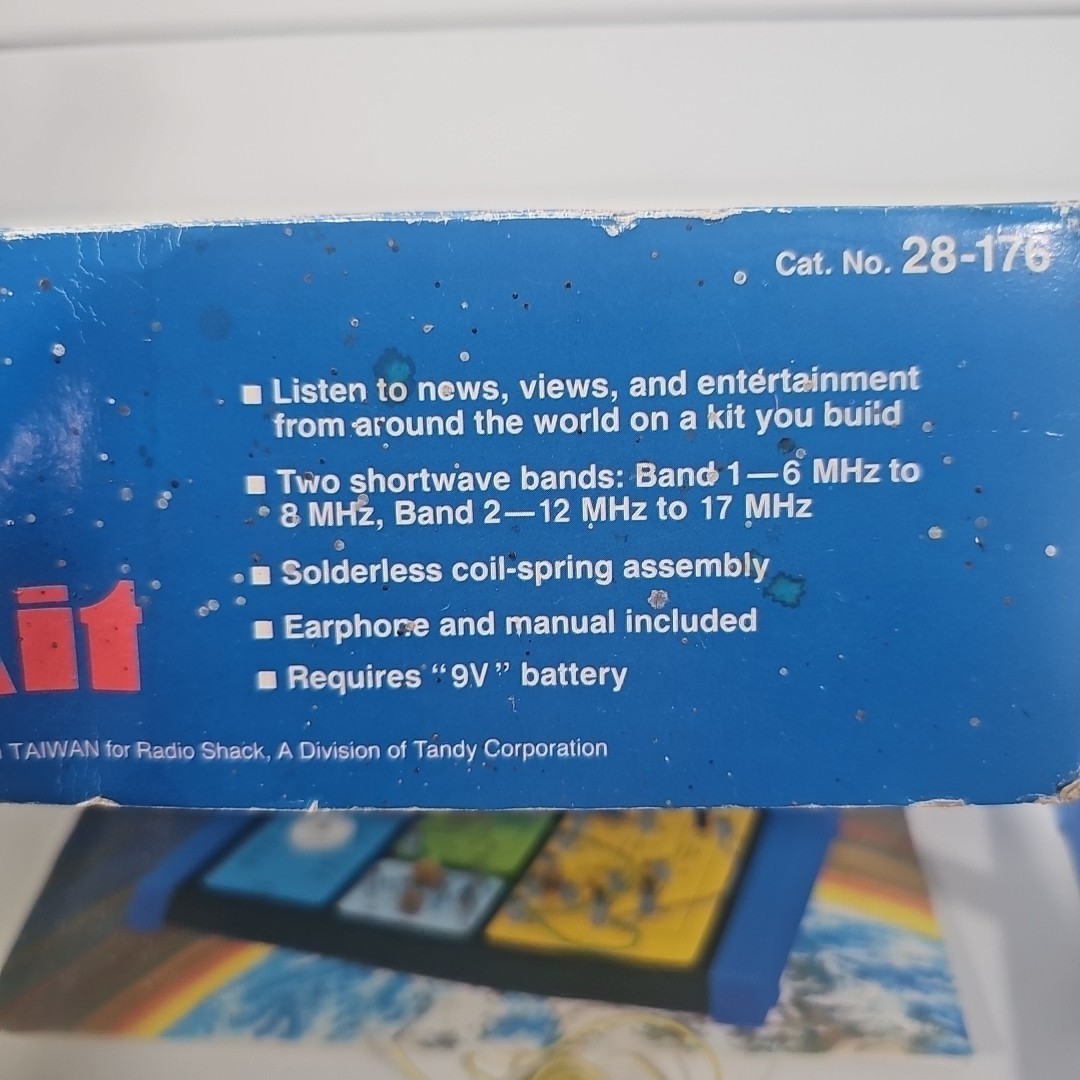 Cat. No. 28-176
■ Listen to news, views, and entertainment
from around the world on a kit you build
■ Two shortwave bands: Band 1—6 MHz to
8 MHz, Band 2—12 MHz to 17 MHz
■ Solderless coil-spring assembly
■ Earphone and manual included
■ Requires “9V” battery
it
TAIWAN for Radio Shack, A Division of Tandy Corporation